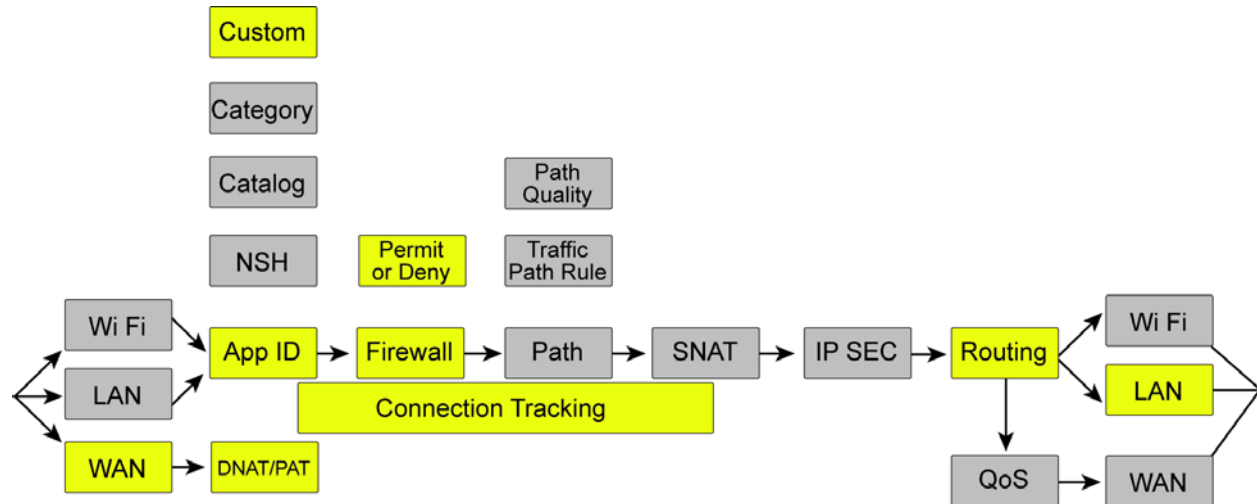 Custom
Category
Catalog
Path
Quality
NSH
Permit
or Deny
Traffic
Path Rule
Wi Fi
App ID
Firewall
Path
SNAT
IP SEC
Routing
Wi Fi
LAN
Connection Tracking
LAN
WAN
DNAT/PAT
QoS
WAN